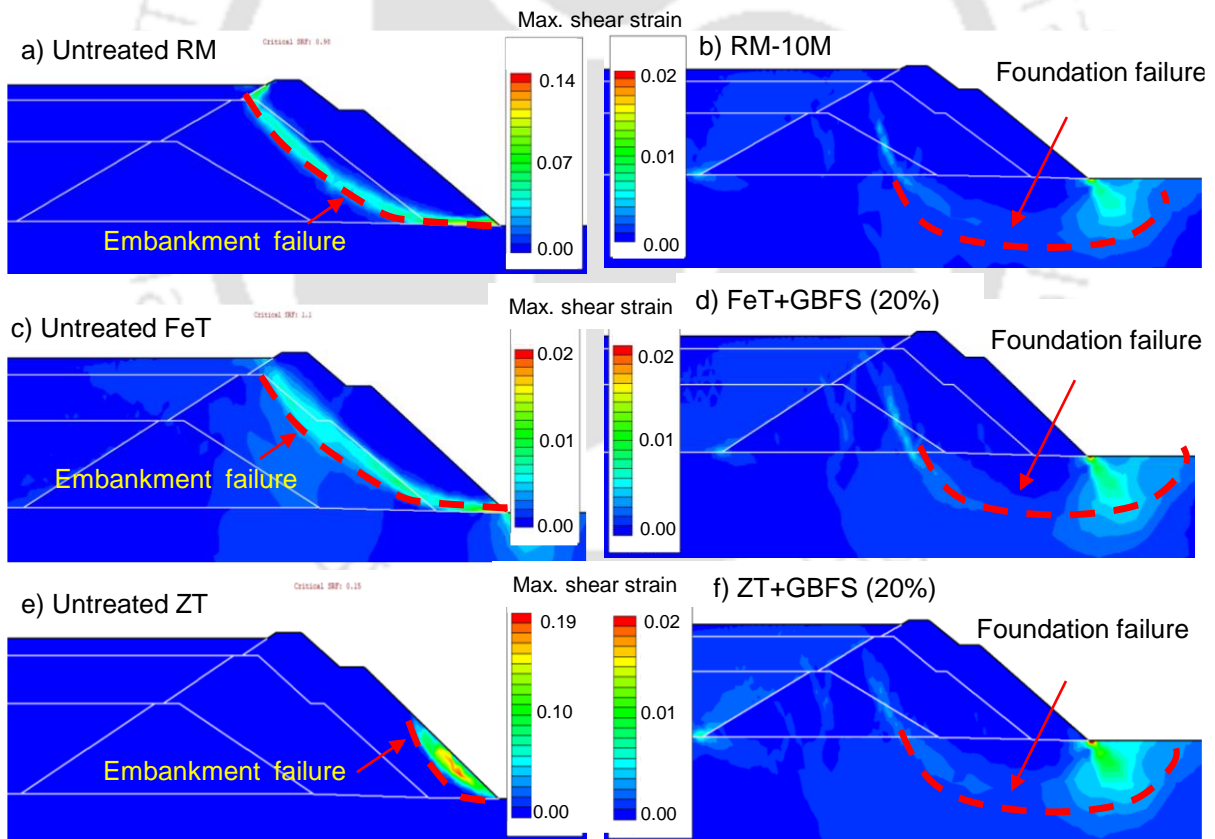 Max. shear strain
a) Untreated RM
Critical SRF: 0.98
0.14
0.07
0.00
Embankment failure
b) RM-10M
0.02
0.01
0.00
Foundation failure
Max. shear strain
c) Untreated FeT
Critical SRF: 1.1
0.02
0.01
0.00
Embankment failure
d) FeT+GBFS (20%)
0.02
0.01
0.00
Foundation failure
Max. shear strain
e) Untreated ZT
Critical SRF: 0.15
0.19
0.10
0.00
Embankment failure
f) ZT+GBFS (20%)
0.02
0.01
0.00
Foundation failure